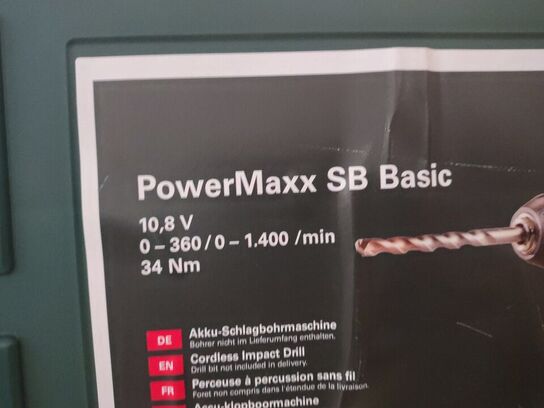 PowerMaxx SB Basic
10,8 V
0 – 360 / 0 – 1.400 /min
34 Nm
DE Akku-Schlagbohrmaschine
Bohrer nicht im Lieferumfang enthalten.
EN Cordless Impact Drill
Drill bit not included in delivery.
FR Perceuse à percussion sans fil
Foret non compris dans l'étendue de la livraison.
Accu-klopboormachine